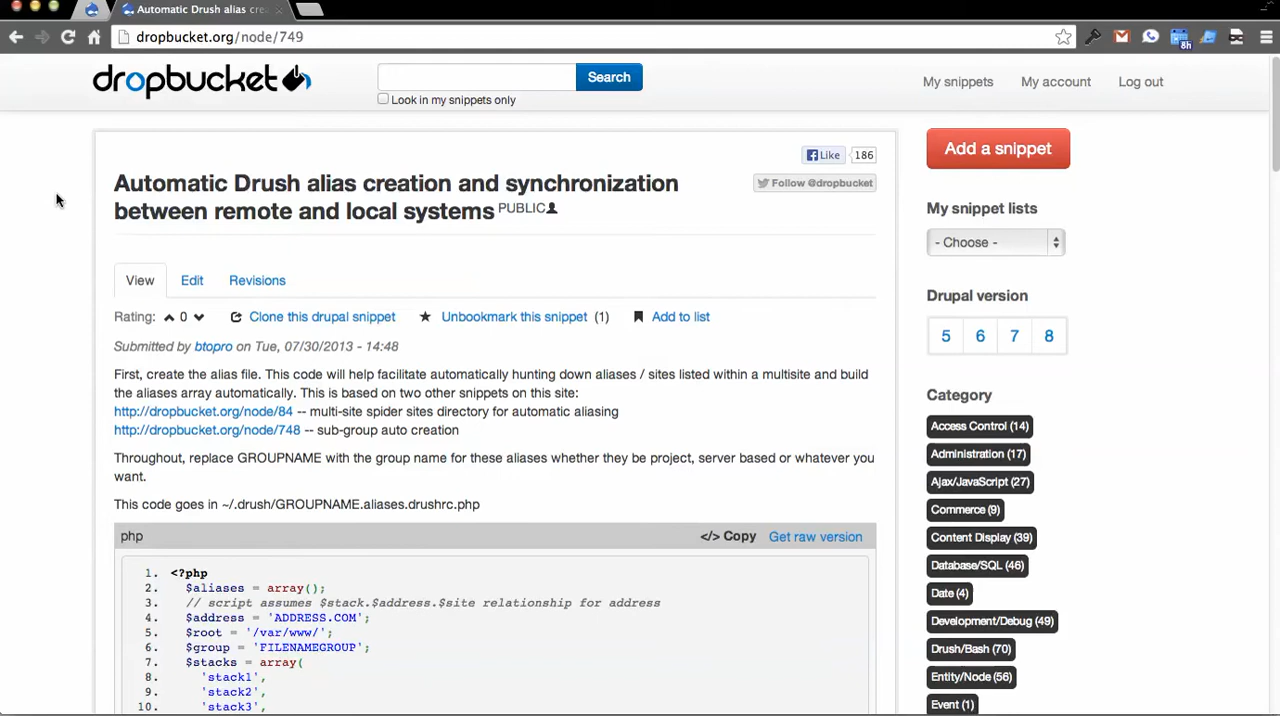 Automatic Drush alias cre
dropbucket.org/node/749
8h
dropbucket
Search
Look in my snippets only
My snippets
My account
Log out
Like
186
Automatic Drush alias creation and synchronization
between remote and local systems PUBLIC
Follow @dropbucket
View
Edit
Revisions
Rating: 0
Clone this drupal snippet
Unbookmark this snippet (1)
Add to list
Submitted by btopro on Tue, 07/30/2013 - 14:48
First, create the alias file. This code will help facilitate automatically hunting down aliases / sites listed within a multisite and build
the aliases array automatically. This is based on two other snippets on this site:
http://dropbucket.org/node/84 -- multi-site spider sites directory for automatic aliasing
http://dropbucket.org/node/748 -- sub-group auto creation
Throughout, replace GROUPNAME with the group name for these aliases whether they be project, server based or whatever you
want.
This code goes in ~/.drush/GROUPNAME.aliases.drushrc.php
php
</> Copy
Get raw version
1. <?php
2. $aliases = array();
3. // script assumes $stack.$address.$site relationship for address
4. $address = 'ADDRESS.COM';
5. $root = '/var/www/';
6. $group = 'FILENAMEGROUP';
7. $stacks = array(
8. 'stack1',
9. 'stack2',
10. 'stack3',
Add a snippet
My snippet lists
- Choose -
Drupal version
5 6 7 8
Category
Access Control (14)
Administration (17)
Ajax/JavaScript (27)
Commerce (9)
Content Display (39)
Database/SQL (46)
Date (4)
Development/Debug (49)
Drush/Bash (70)
Entity/Node (56)
Event (1)